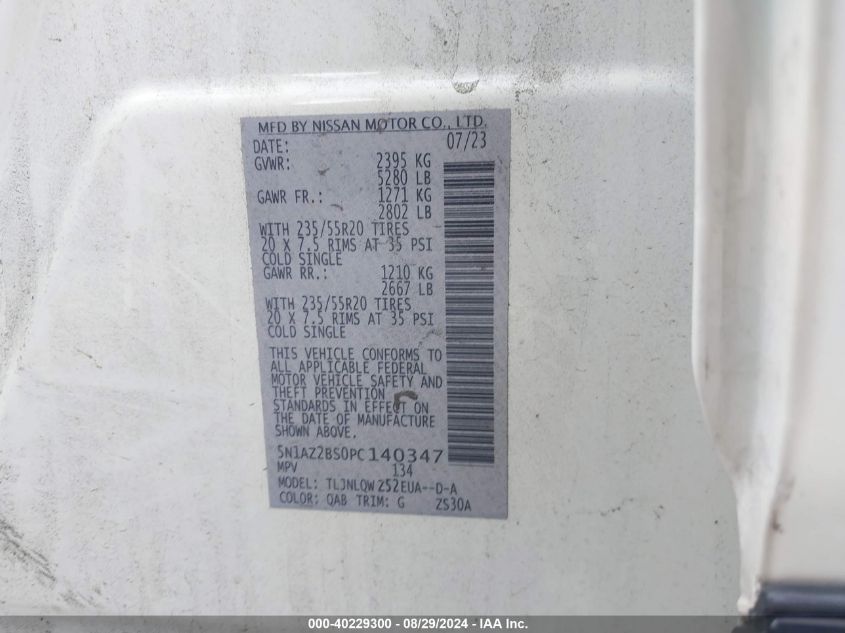 MFD BY NISSAN MOTOR CO., LTD.
DATE: 07/23
GVWR: 2395 KG
5280 LB
GAWR FR.: 1271 KG
2802 LB
WITH 235/55R20 TIRES
20 X 7.5 RIMS AT 35 PSI
COLD SINGLE
GAWR RR.: 1210 KG
2667 LB
WITH 235/55R20 TIRES
20 X 7.5 RIMS AT 35 PSI
COLD SINGLE
THIS VEHICLE CONFORMS TO
ALL APPLICABLE FEDERAL
MOTOR VEHICLE SAFETY AND
THEFT PREVENTION
STANDARDS IN EFFECT ON
THE DATE OF MANUFACTURE
SHOWN ABOVE.
5N1AZ2BS0PC140347
MPV 134
MODEL: TLJNLQWZS2EUA--D-A
COLOR: QAB TRIM: G ZS30A
000-40229300 - 08/29/2024 - IAA Inc.